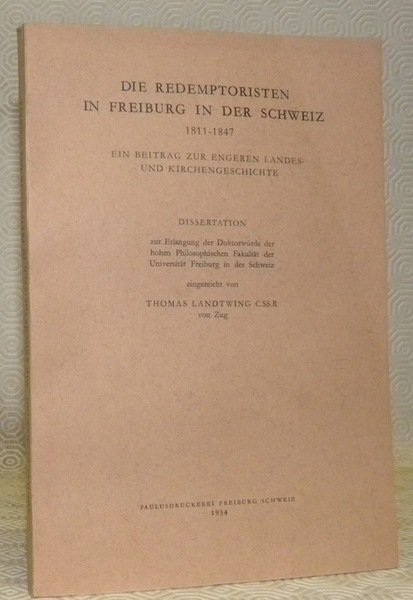 DIE REDEMPTORISTEN
IN FREIBURG IN DER SCHWEIZ
1811-1847
EIN BEITRAG ZUR ENGEREN LANDES-
UND KIRCHENGESCHICHTE
DISSERTATION
zur Erlangung der Doktorwürde der
hohen Philosophischen Fakultät der
Universität Freiburg in der Schweiz
eingereicht von
THOMAS LANDTWING C.SS.R
von Zug
PAULUSDRUCKEREI FREIBURG SCHWEIZ
1954